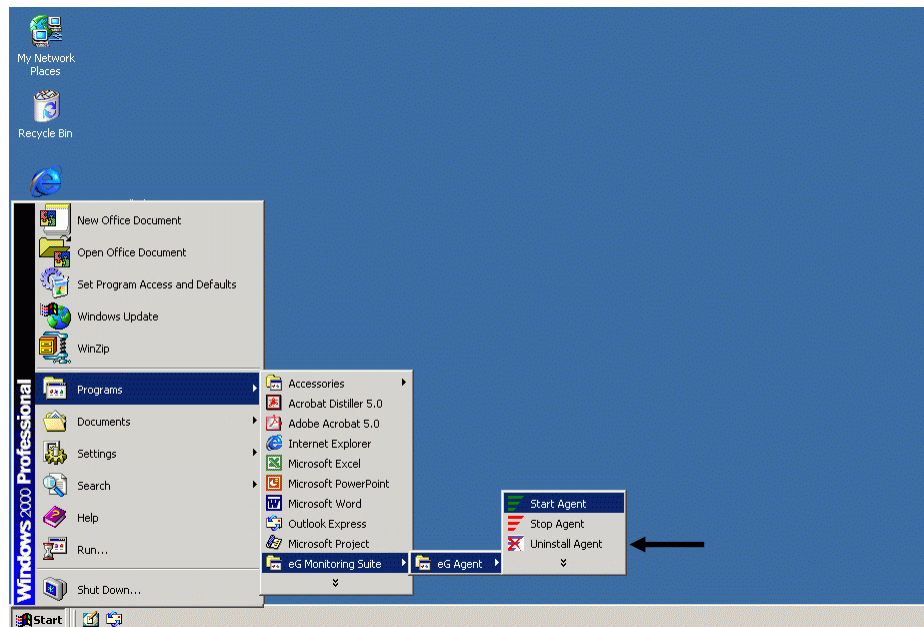 My Network
Places
Recycle Bin
New Office Document
Open Office Document
Set Program Access and Defaults
Windows Update
WinZip
Programs
Documents
Settings
Search
Help
Run...
Shut Down...
Windows 2000 Professional
Accessories
Acrobat Distiller 5.0
Adobe Acrobat 5.0
Internet Explorer
Microsoft Excel
Microsoft PowerPoint
Microsoft Word
Outlook Express
Microsoft Project
eG Monitoring Suite
eG Agent
Start Agent
Stop Agent
Uninstall Agent
Start